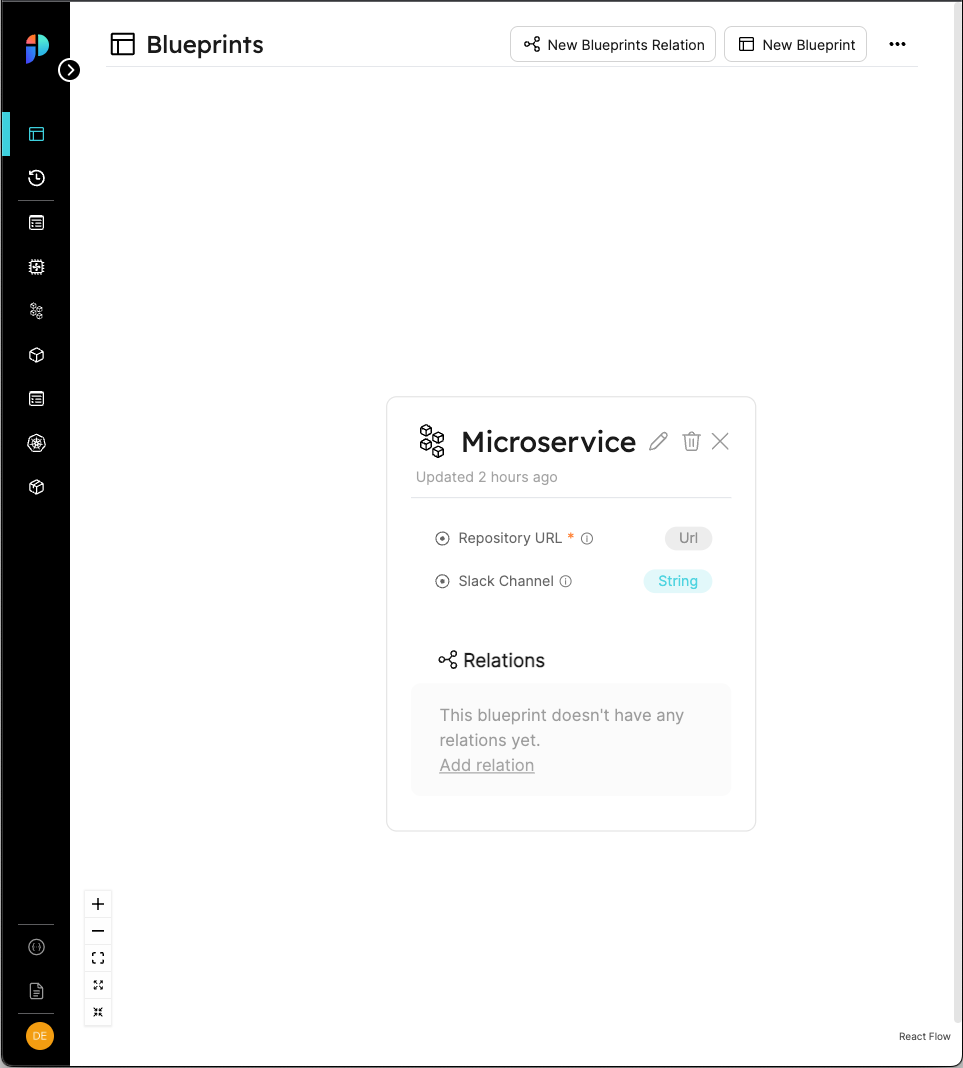 Blueprints
New Blueprints Relation
New Blueprint
Microservice
Updated 2 hours ago
Repository URL * Url
Slack Channel String
Relations
This blueprint doesn't have any
relations yet.
Add relation
DE
React Flow